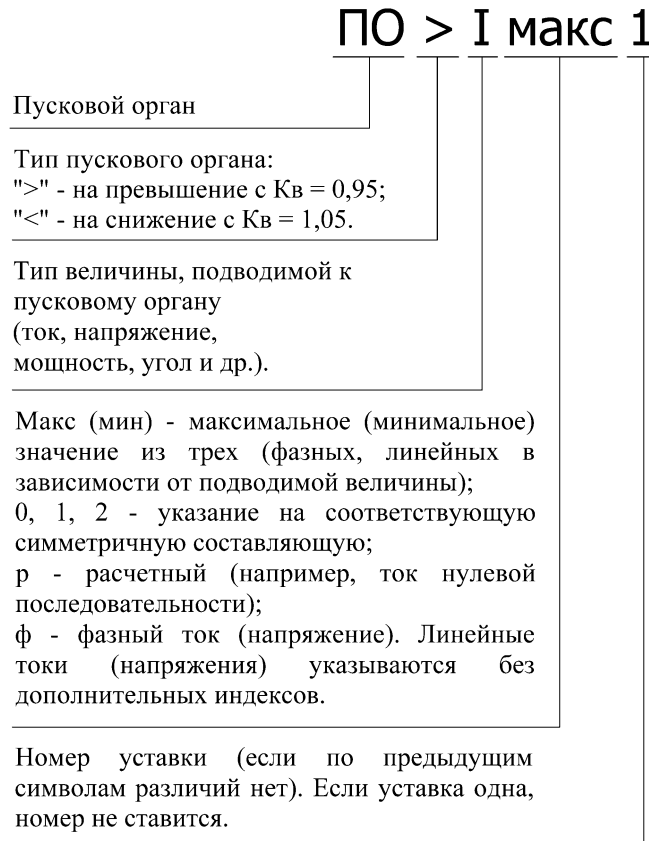 ПО > I макс 1
Пусковой орган
Тип пускового органа:
">" - на превышение с Кв = 0,95;
"<" - на снижение с Кв = 1,05.
Тип величины, подводимой к
пусковому органу
(ток, напряжение,
мощность, угол и др.).
Макс (мин) - максимальное (минимальное)
значение из трех (фазных, линейных в
зависимости от подводимой величины);
0, 1, 2 - указание на соответствующую
симметричную составляющую;
р - расчетный (например, ток нулевой
последовательности);
ф - фазный ток (напряжение). Линейные
токи (напряжения) указываются без
дополнительных индексов.
Номер уставки (если по предыдущим
символам различий нет). Если уставка одна,
номер не ставится.